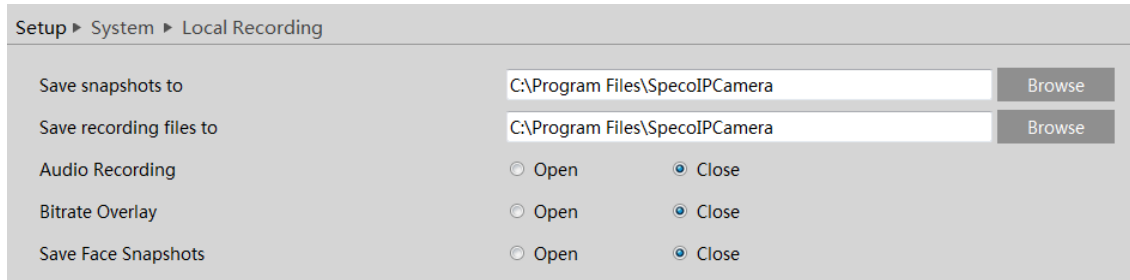 Setup ▸ System ▸ Local Recording
Save snapshots to C:\Program Files\SpecoIPCamera Browse
Save recording files to C:\Program Files\SpecoIPCamera Browse
Audio Recording Open Close
Bitrate Overlay Open Close
Save Face Snapshots Open Close